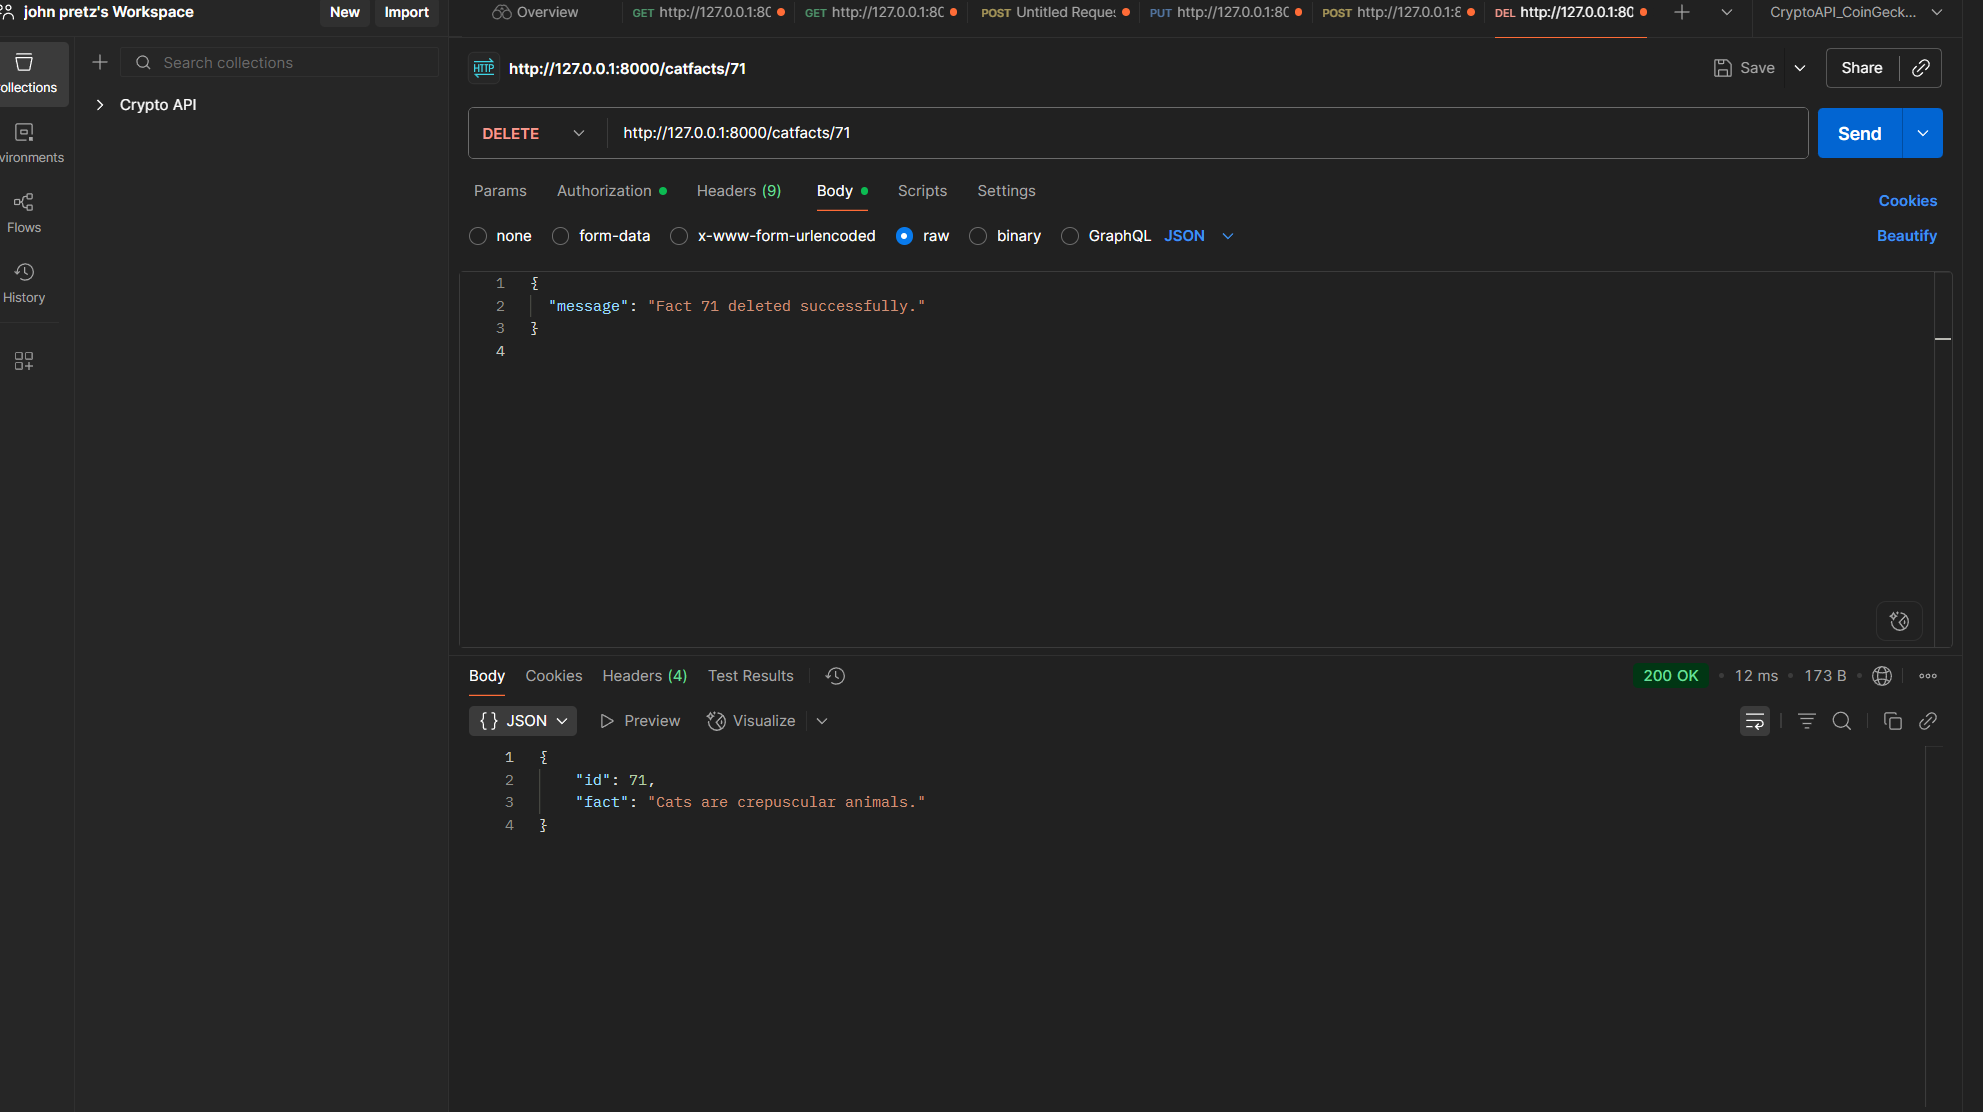 john pretz's Workspace New Import Overview GET http://127.0.0.1:80 GET http://127.0.0.1:80 POST Untitled Reques PUT http://127.0.0.1:80 POST http://127.0.0.1:8 DEL http://127.0.0.1:80 CryptoAPI_CoinGeck...
ollections
vironments
Flows
History
Search collections
Crypto API
HTTP http://127.0.0.1:8000/catfacts/71 Save Share
DELETE http://127.0.0.1:8000/catfacts/71 Send
Params Authorization Headers (9) Body Scripts Settings Cookies
none form-data x-www-form-urlencoded raw binary GraphQL JSON Beautify
1 {
2 "message": "Fact 71 deleted successfully."
3 }
4
Body Cookies Headers (4) Test Results 200 OK • 12 ms • 173 B •
{} JSON Preview Visualize
1 {
2 "id": 71,
3 "fact": "Cats are crepuscular animals."
4 }